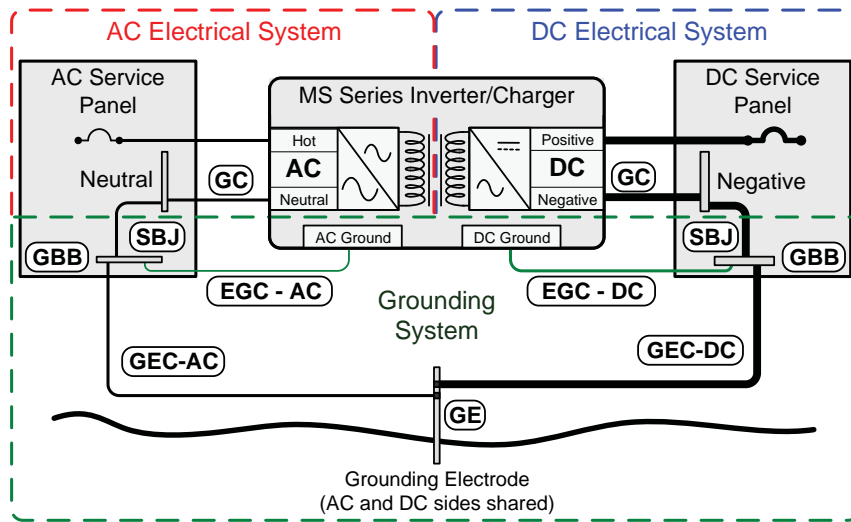 AC Electrical System
DC Electrical System
AC Service
Panel
MS Series Inverter/Charger
DC Service
Panel
Hot
AC
Neutral
Positive
DC
Negative
Neutral
GC
GC
Negative
SBJ
GBB
AC Ground
DC Ground
SBJ
GBB
EGC - AC
EGC - DC
Grounding
System
GEC-AC
GEC-DC
GE
Grounding Electrode
(AC and DC sides shared)